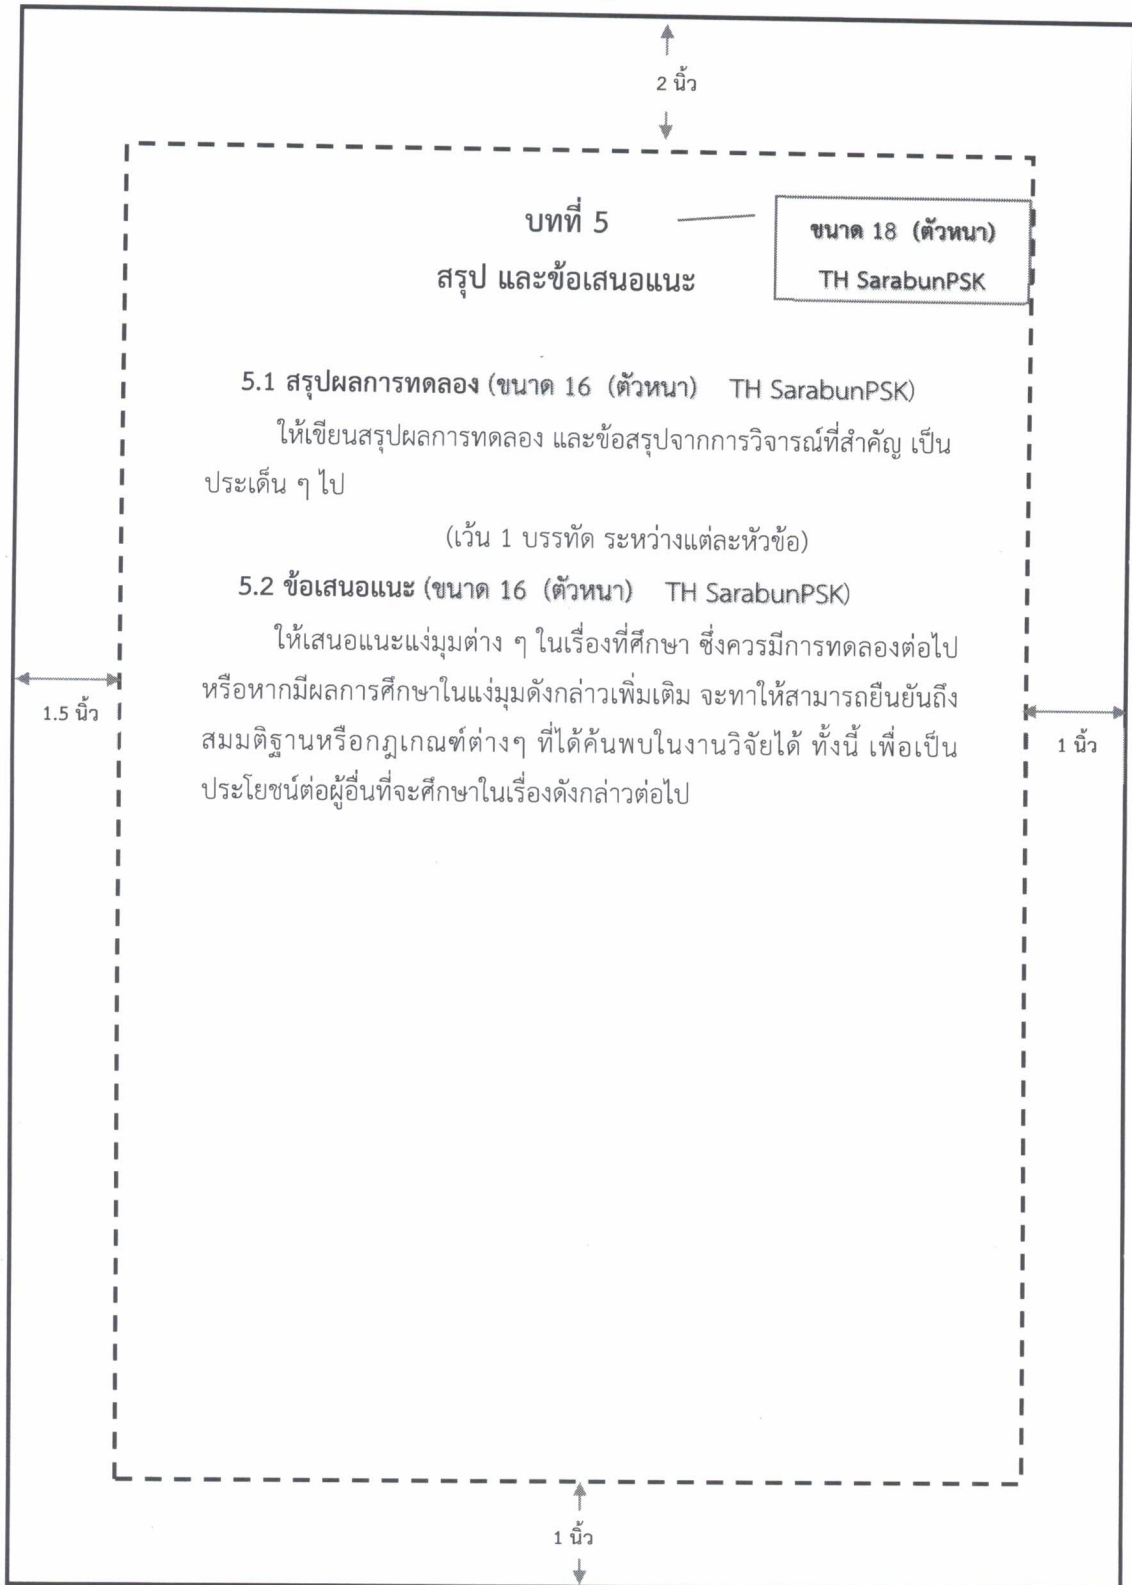 2 นิ้ว
บทที่ 5
ขนาด 18 (ตัวหนา)
สรุป และข้อเสนอแนะ
TH SarabunPSK
5.1 สรุปผลการทดลอง (ขนาด 16 (ตัวหนา) TH SarabunPSK)
ให้เขียนสรุปผลการทดลอง และข้อสรุปจากการวิจารณ์ที่สำคัญ เป็น
ประเด็น ๆ ไป
(เว้น 1 บรรทัด ระหว่างแต่ละหัวข้อ)
5.2 ข้อเสนอแนะ (ขนาด 16 (ตัวหนา) TH SarabunPSK)
ให้เสนอแนะแง่มุมต่าง ๆ ในเรื่องที่ศึกษา ซึ่งควรมีการทดลองต่อไป
หรือหากมีผลการศึกษาในแง่มุมดังกล่าวเพิ่มเติม จะทาให้สามารถยืนยันถึง
1.5 นิ้ว
สมมติฐานหรือกฎเกณฑ์ต่างๆ ที่ได้ค้นพบในงานวิจัยได้ ทั้งนี้ เพื่อเป็น
1 นิ้ว
ประโยชน์ต่อผู้อื่นที่จะศึกษาในเรื่องดังกล่าวต่อไป
1 นิ้ว